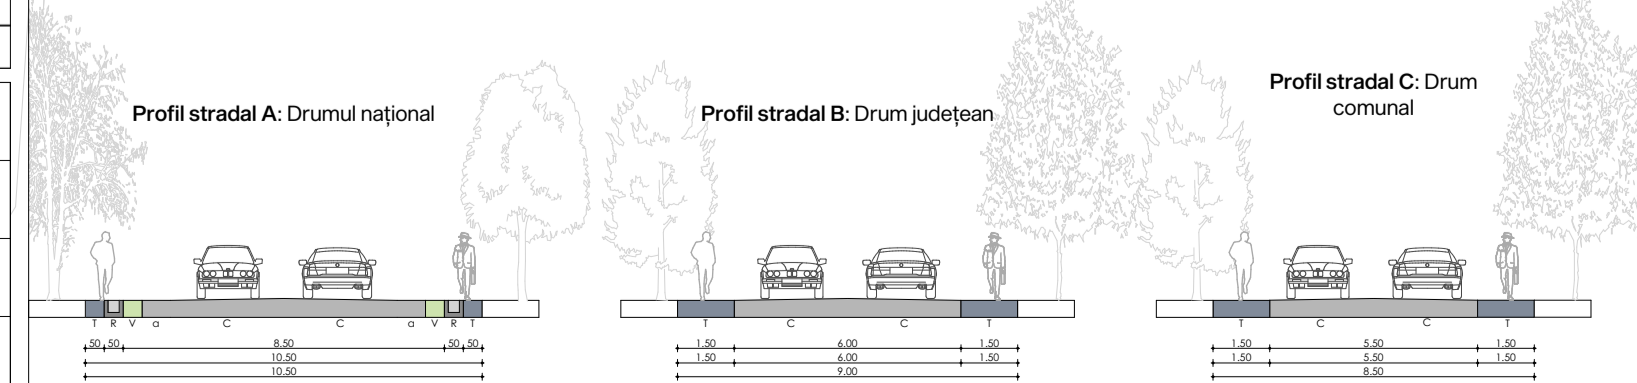 Profil stradal A: Drumul național
T R V a C C a V R T
50 50 8.50 50 50
10.50
10.50
Profil stradal B: Drum județean
T C C T
1.50 6.00 1.50
1.50 6.00 1.50
9.00
Profil stradal C: Drum
comunal
T C C T
1.50 5.50 1.50
1.50 5.50 1.50
8.50